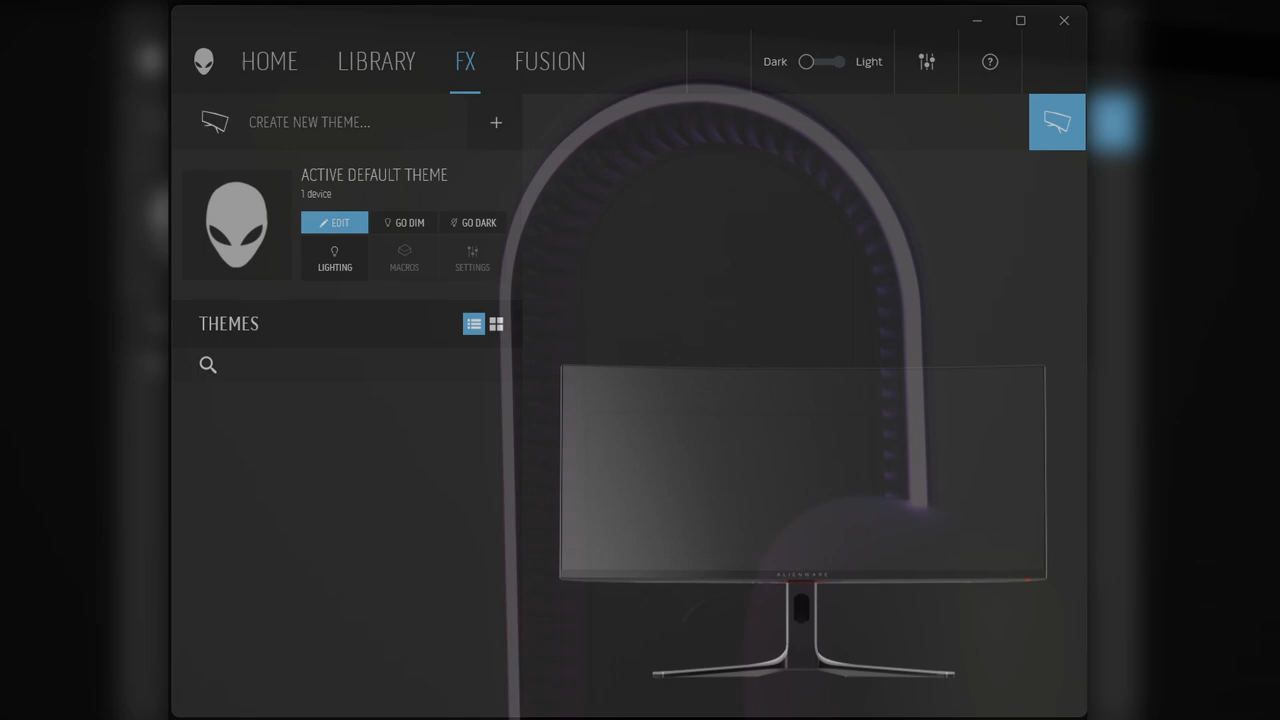 HOME LIBRARY FX FUSION Dark Light
CREATE NEW THEME... +
ACTIVE DEFAULT THEME
1 device
EDIT GO DIM GO DARK
LIGHTING MACROS SETTINGS
THEMES
ALIENWARE